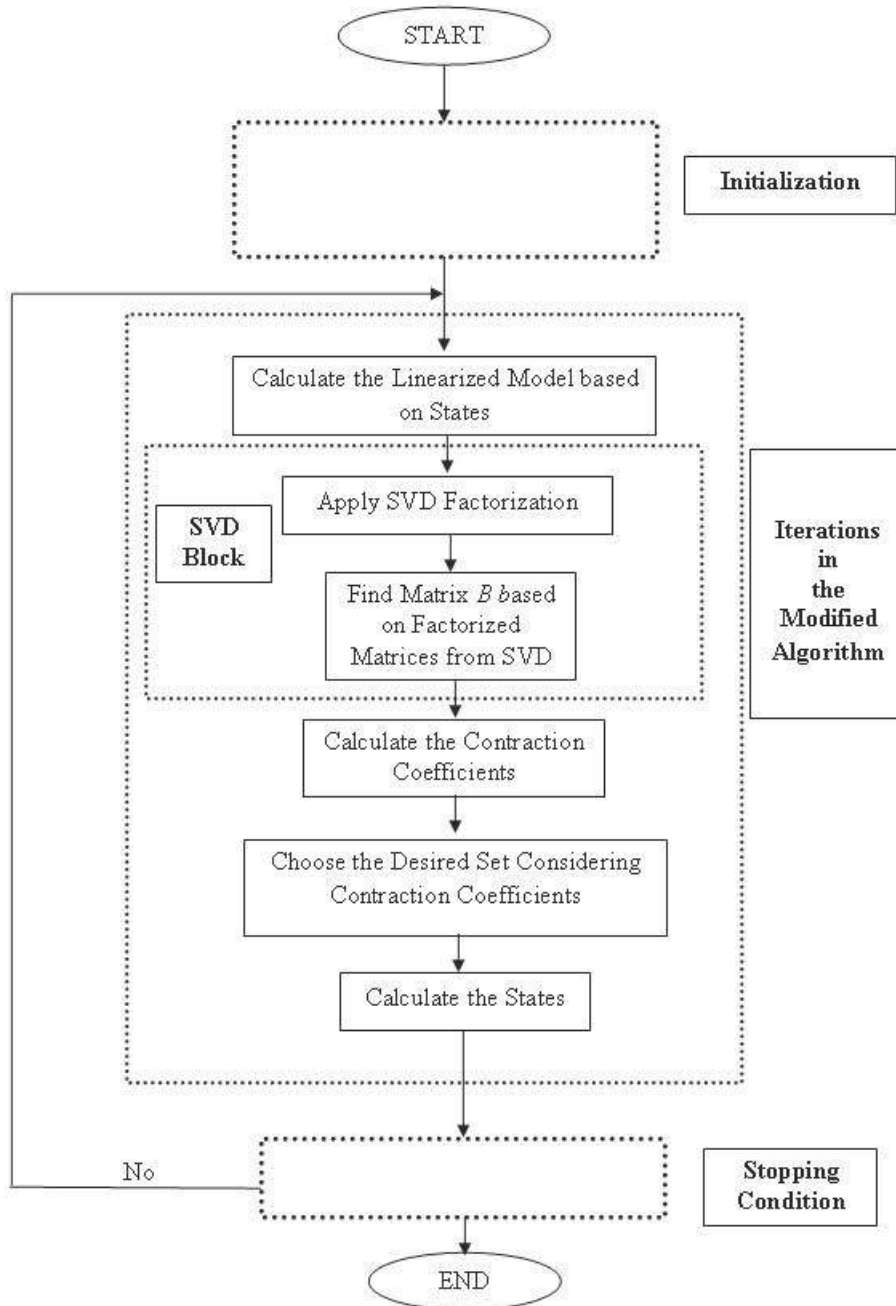 START
Initialization
Calculate the Linearized Model based
on States
Apply SVD Factorization
SVD
Block
Find Matrix B based
on Factorized
Matrices from SVD
Iterations
in
the
Modified
Algorithm
Calculate the Contraction
Coefficients
Choose the Desired Set Considering
Contraction Coefficients
Calculate the States
No
Stopping
Condition
END